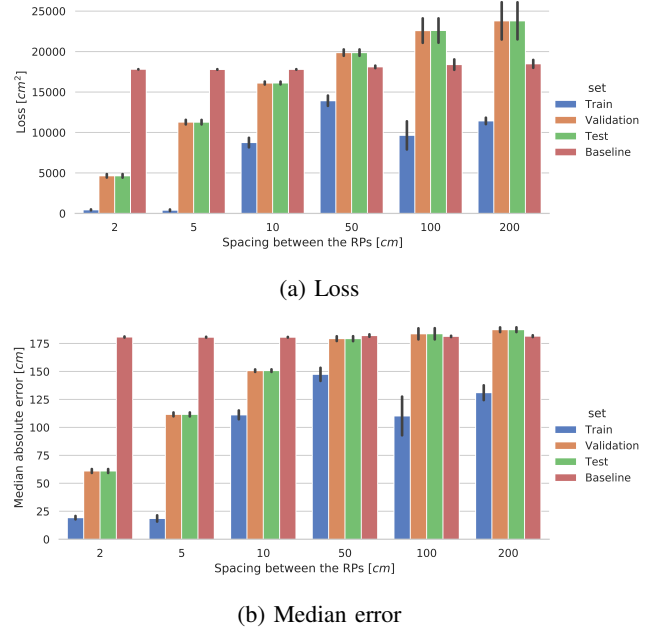 25000
20000
15000
10000
5000
0
Loss [cm²]
2 5 10 50 100 200
Spacing between the RPs [cm]
set
Train
Validation
Test
Baseline
(a) Loss
175
150
125
100
75
50
25
0
Median absolute error [cm]
2 5 10 50 100 200
Spacing between the RPs [cm]
set
Train
Validation
Test
Baseline
(b) Median error